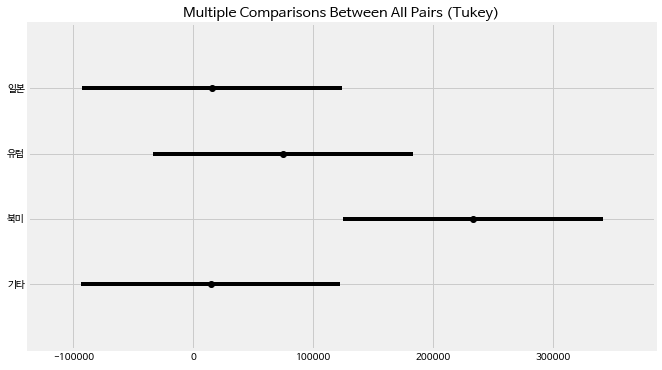 Multiple Comparisons Between All Pairs (Tukey)
일본
유럽
북미
기타
−100000 0 100000 200000 300000